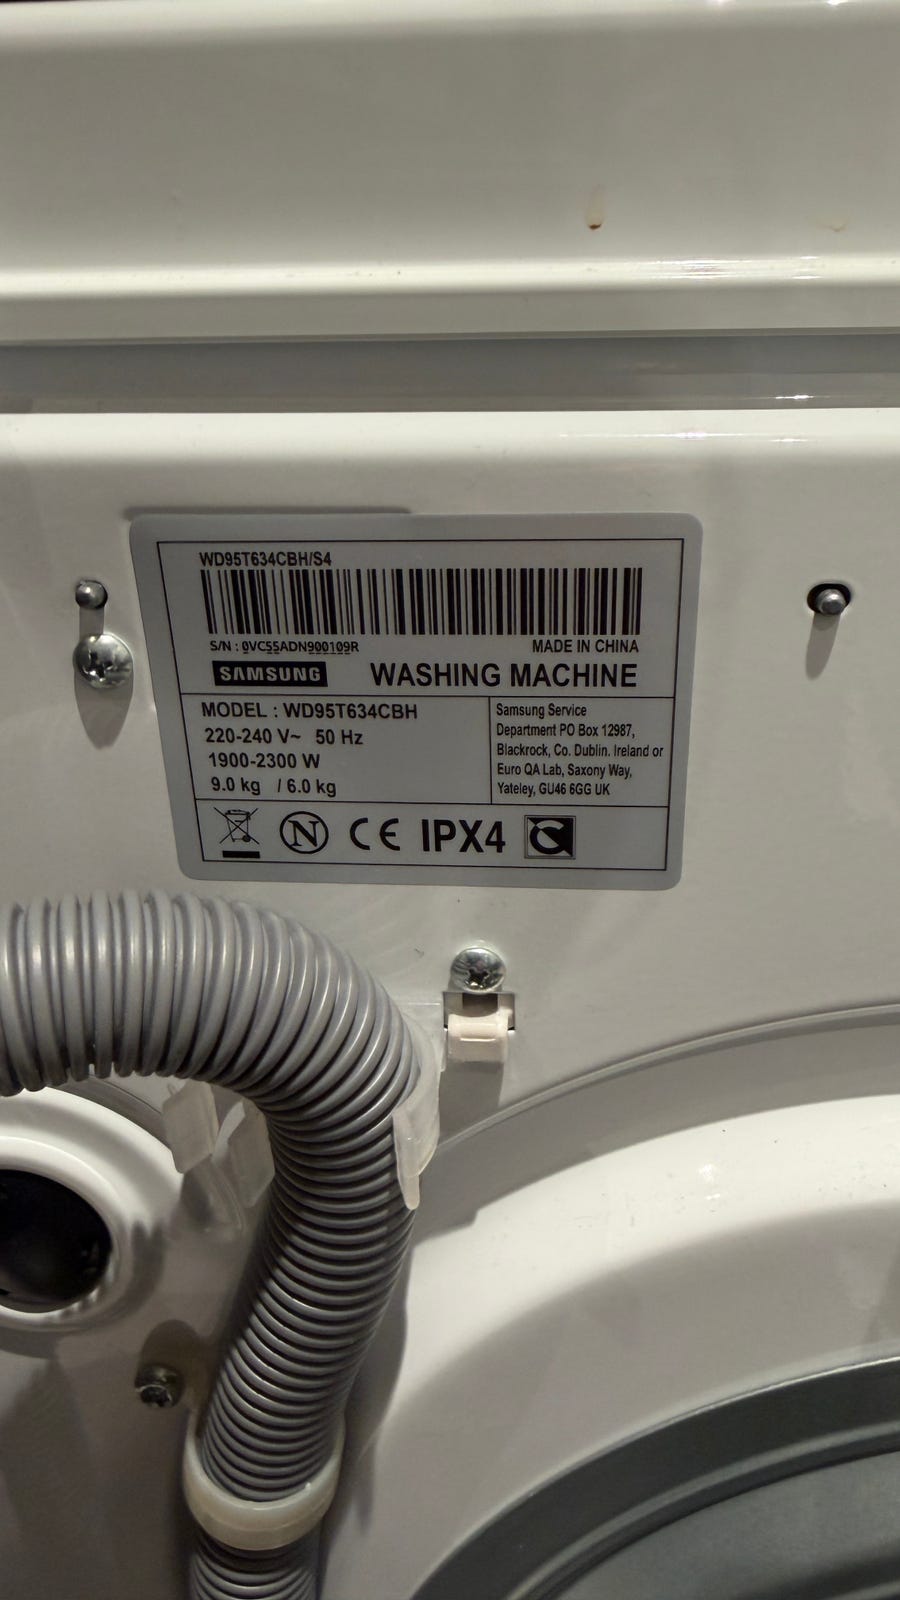 WD95T634CBH/S4
S/N : 0VC55ADN900109R
MADE IN CHINA
SAMSUNG
WASHING MACHINE
MODEL : WD95T634CBH
220-240 V~ 50 Hz
1900-2300 W
9.0 kg / 6.0 kg
Samsung Service
Department PO Box 12987,
Blackrock, Co. Dublin. Ireland or
Euro QA Lab, Saxony Way,
Yateley, GU46 6GG UK
N CE IPX4